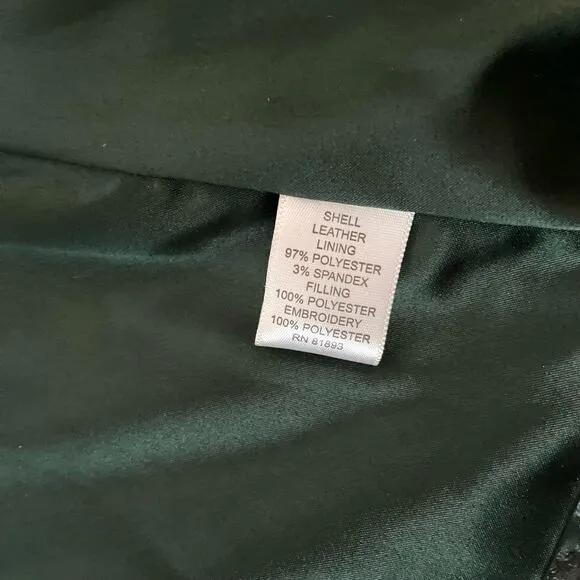 SHELL
LEATHER
LINING
97% POLYESTER
3% SPANDEX
FILLING
100% POLYESTER
EMBROIDERY
100% POLYESTER
RN 81893